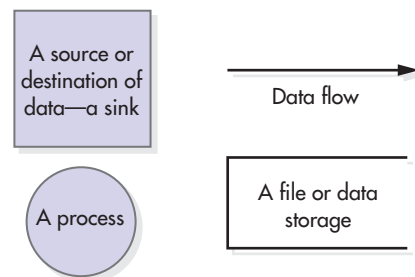 A source or
destination of
data—a sink
Data flow
A process
A file or data
storage